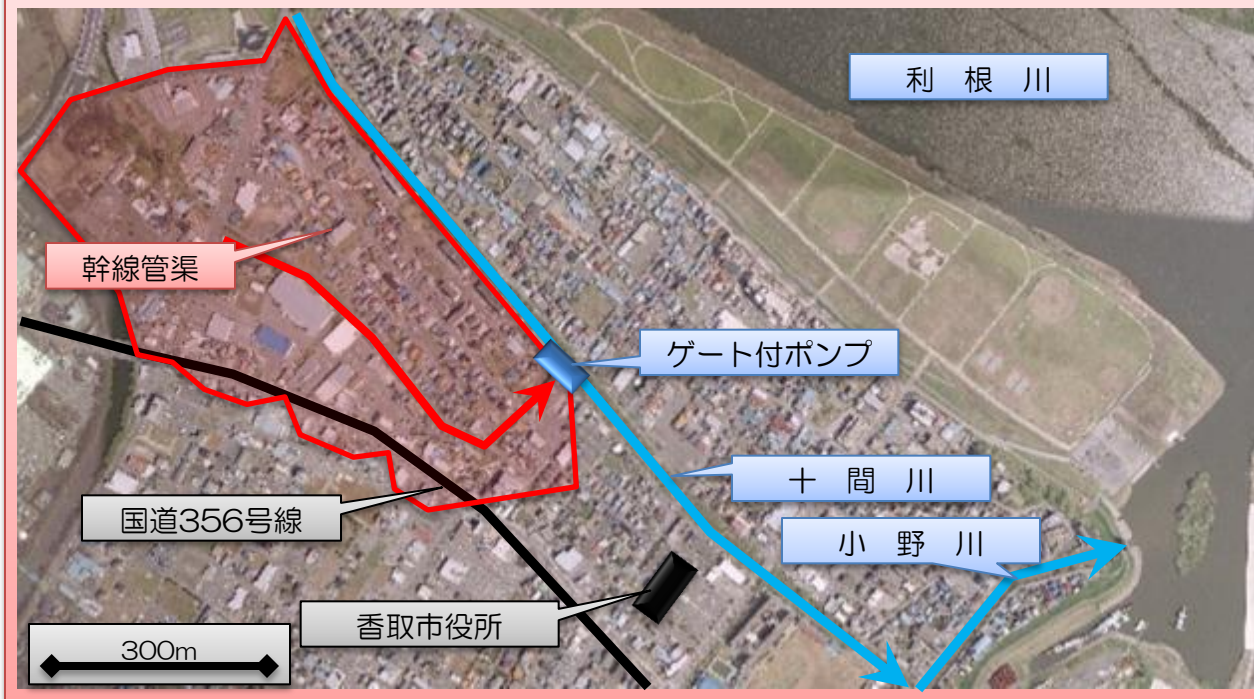 利 根 川
幹線管渠
ゲート付ポンプ
十 間 川
国道356号線
小 野 川
香取市役所
300m